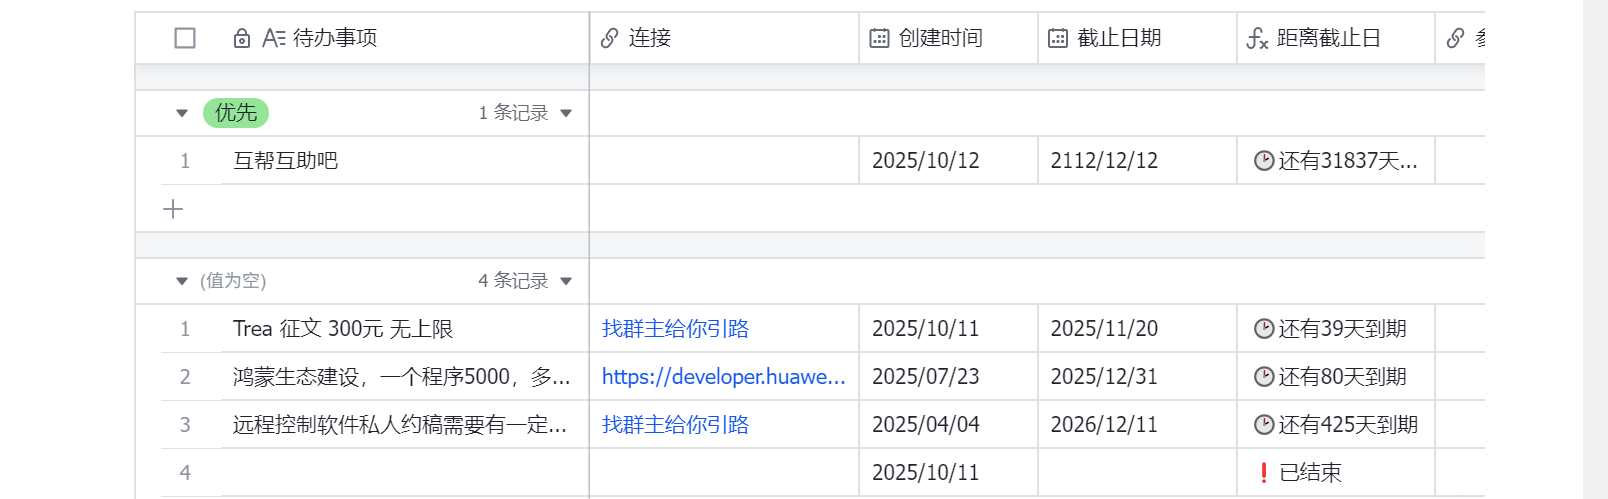 待办事项 连接 创建时间 截止日期 距离截止日
优先 1 条记录
1 互帮互助吧 2025/10/12 2112/12/12 还有31837天...
(值为空) 4 条记录
1 Trea 征文 300元 无上限 找群主给你引路 2025/10/11 2025/11/20 还有39天到期
2 鸿蒙生态建设，一个程序5000，多... https://developer.huawe... 2025/07/23 2025/12/31 还有80天到期
3 远程控制软件私人约稿需要有一定... 找群主给你引路 2025/04/04 2026/12/11 还有425天到期
4 2025/10/11 已结束